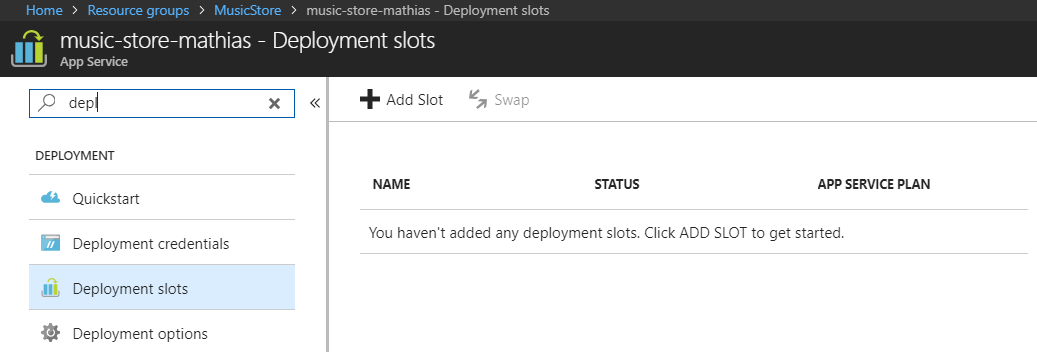 Home > Resource groups > MusicStore > music-store-mathias - Deployment slots
music-store-mathias - Deployment slots
App Service
depl
Add Slot Swap
DEPLOYMENT
NAME STATUS APP SERVICE PLAN
Quickstart
You haven't added any deployment slots. Click ADD SLOT to get started.
Deployment credentials
Deployment slots
Deployment options